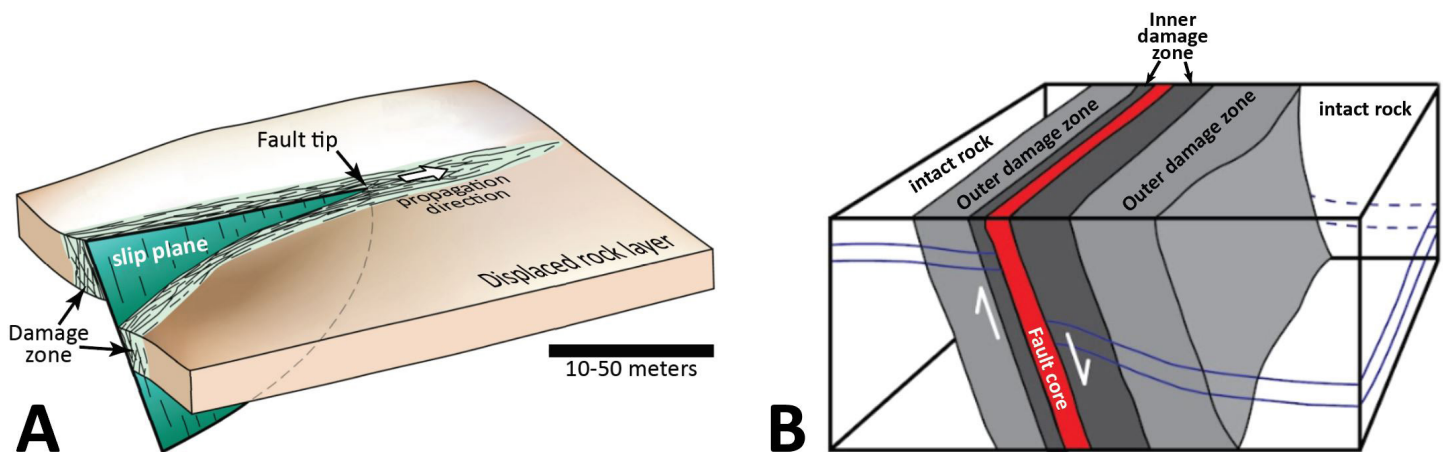 Fault tip
propagation
direction
slip plane
Displaced rock layer
Damage
zone
10-50 meters
A
Inner
damage
zone
intact rock
Outer damage zone
Outer damage zone
intact rock
Fault core
B